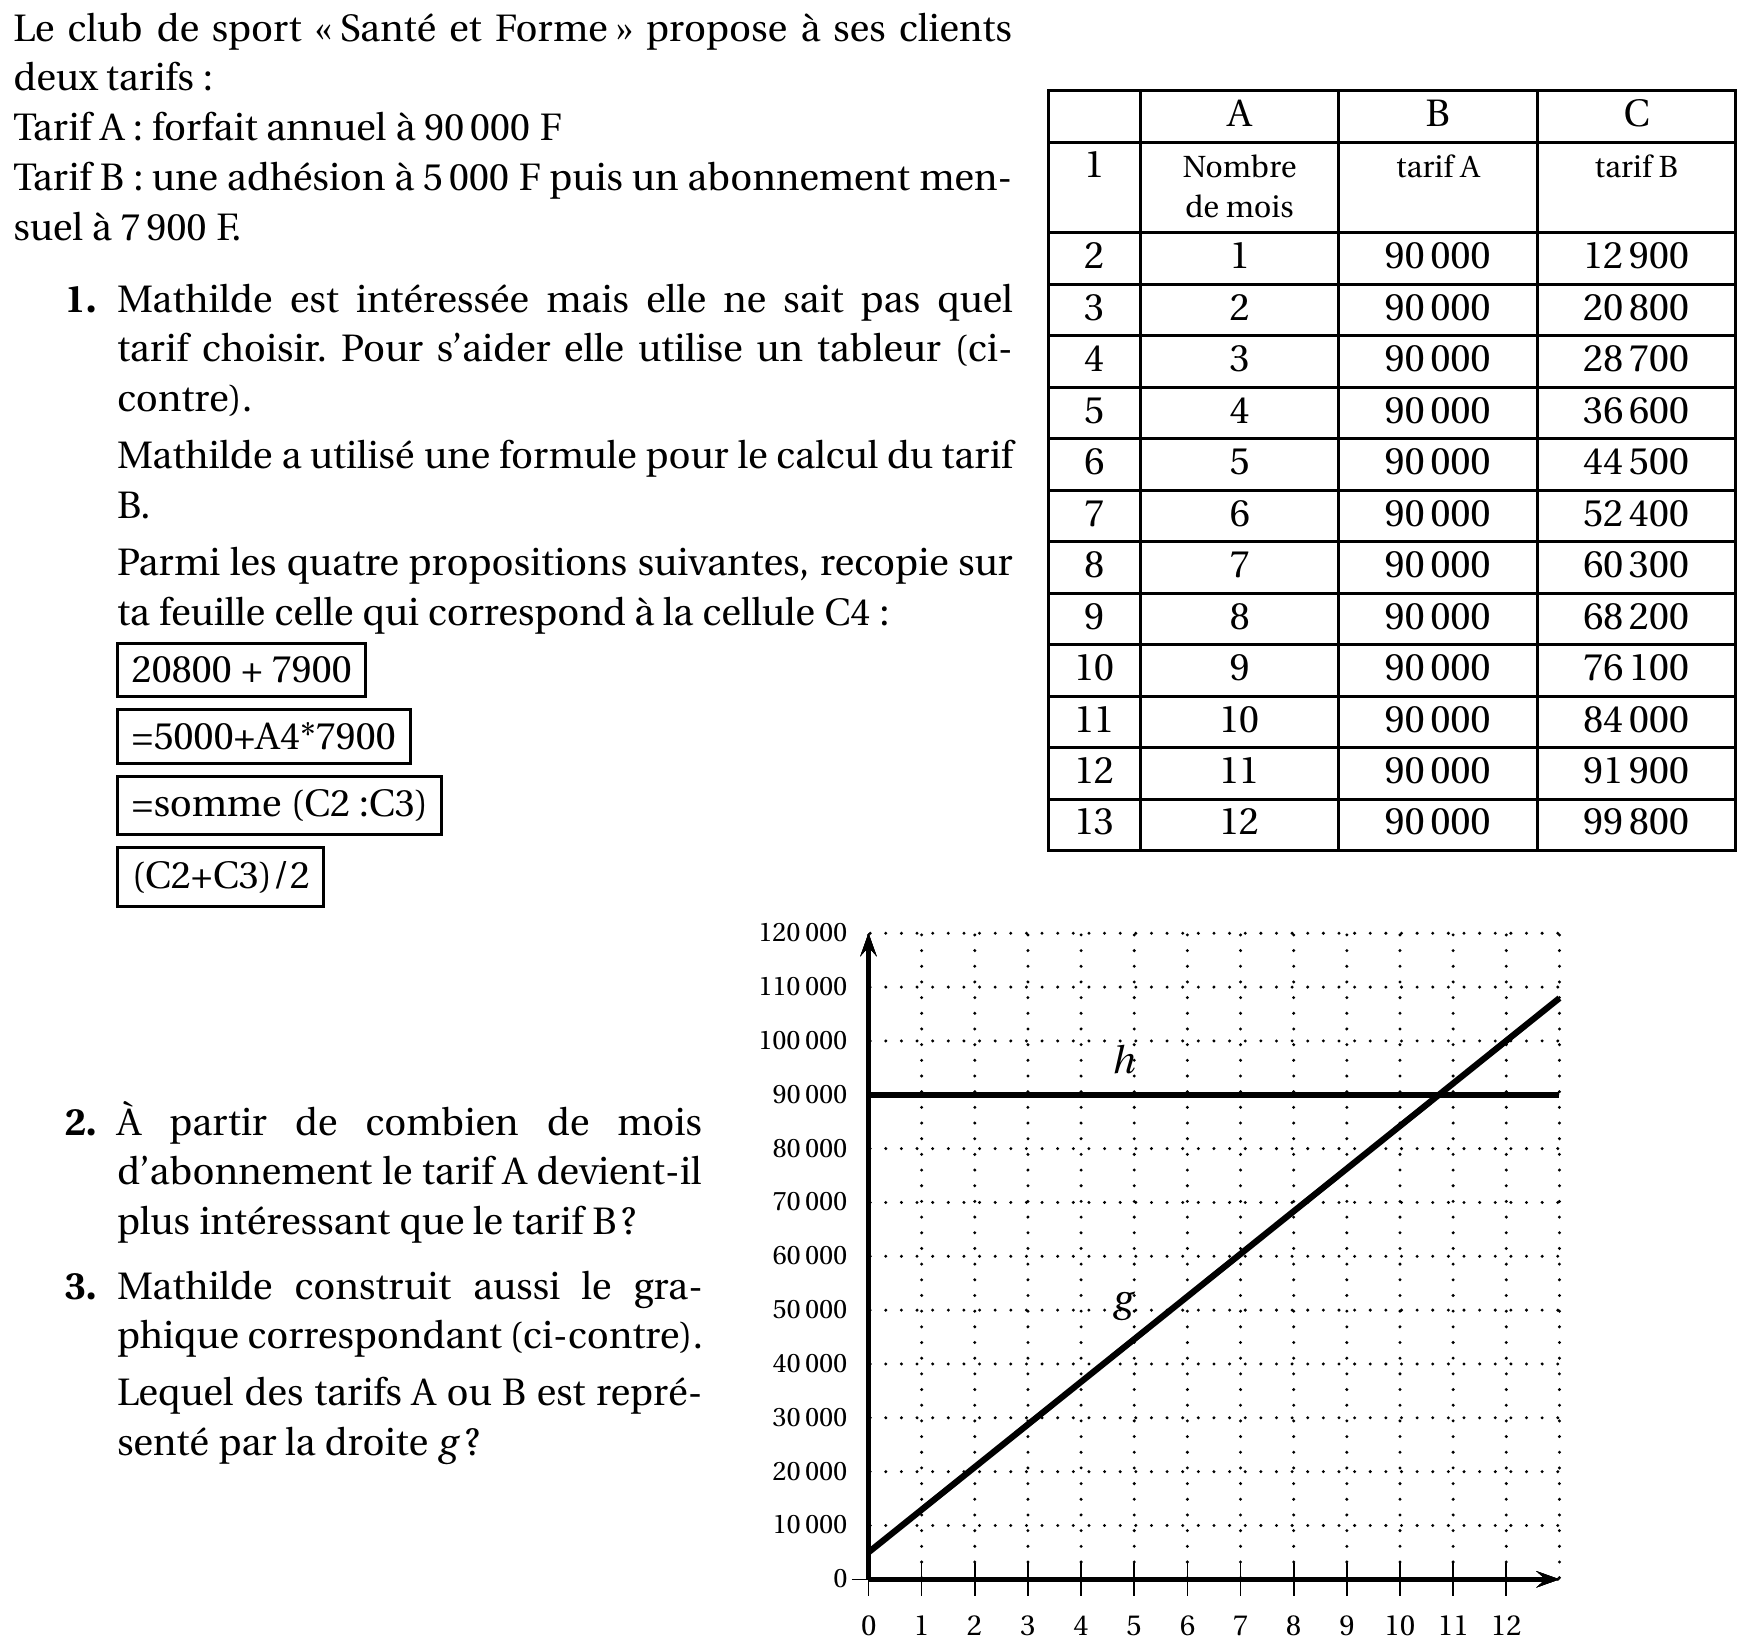 Le club de sport « Santé et Forme » propose à ses clients
deux tarifs :
Tarif A : forfait annuel à 90 000 F
Tarif B : une adhésion à 5 000 F puis un abonnement men-
suel à 7 900 F.
1. Mathilde est intéressée mais elle ne sait pas quel
tarif choisir. Pour s'aider elle utilise un tableur (ci-
contre).
Mathilde a utilisé une formule pour le calcul du tarif
B.
Parmi les quatre propositions suivantes, recopie sur
ta feuille celle qui correspond à la cellule C4 :
20800 + 7900
=5000+A4*7900
=somme (C2 :C3)
(C2+C3)/2
A B C
1 Nombre tarif A tarif B
de mois
2 1 90 000 12 900
3 2 90 000 20 800
4 3 90 000 28 700
5 4 90 000 36 600
6 5 90 000 44 500
7 6 90 000 52 400
8 7 90 000 60 300
9 8 90 000 68 200
10 9 90 000 76 100
11 10 90 000 84 000
12 11 90 000 91 900
13 12 90 000 99 800
2. À partir de combien de mois
d'abonnement le tarif A devient-il
plus intéressant que le tarif B ?
3. Mathilde construit aussi le gra-
phique correspondant (ci-contre).
Lequel des tarifs A ou B est repré-
senté par la droite g ?
120 000
110 000
100 000
h
90 000
80 000
70 000
60 000
g
50 000
40 000
30 000
20 000
10 000
0
0 1 2 3 4 5 6 7 8 9 10 11 12